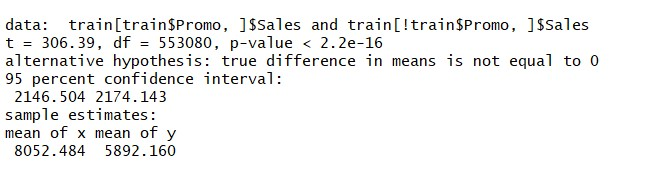 data:  train[train$Promo, ]$Sales and train[!train$Promo, ]$Sales
t = 306.39, df = 553080, p-value < 2.2e-16
alternative hypothesis: true difference in means is not equal to 0
95 percent confidence interval:
 2146.504 2174.143
sample estimates:
mean of x mean of y
 8052.484  5892.160